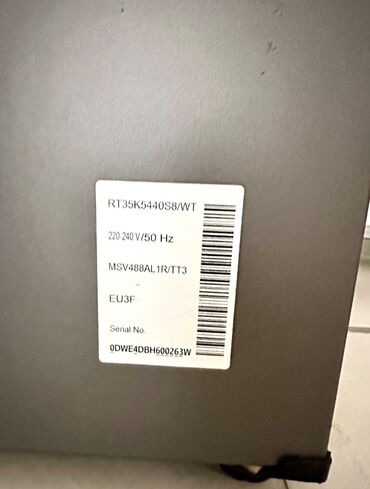 RT35K5440S8/WT
220-240 V/50 Hz
MSV488AL1R/TT3
EU3F
Serial No.
0DWE4DBH600263W